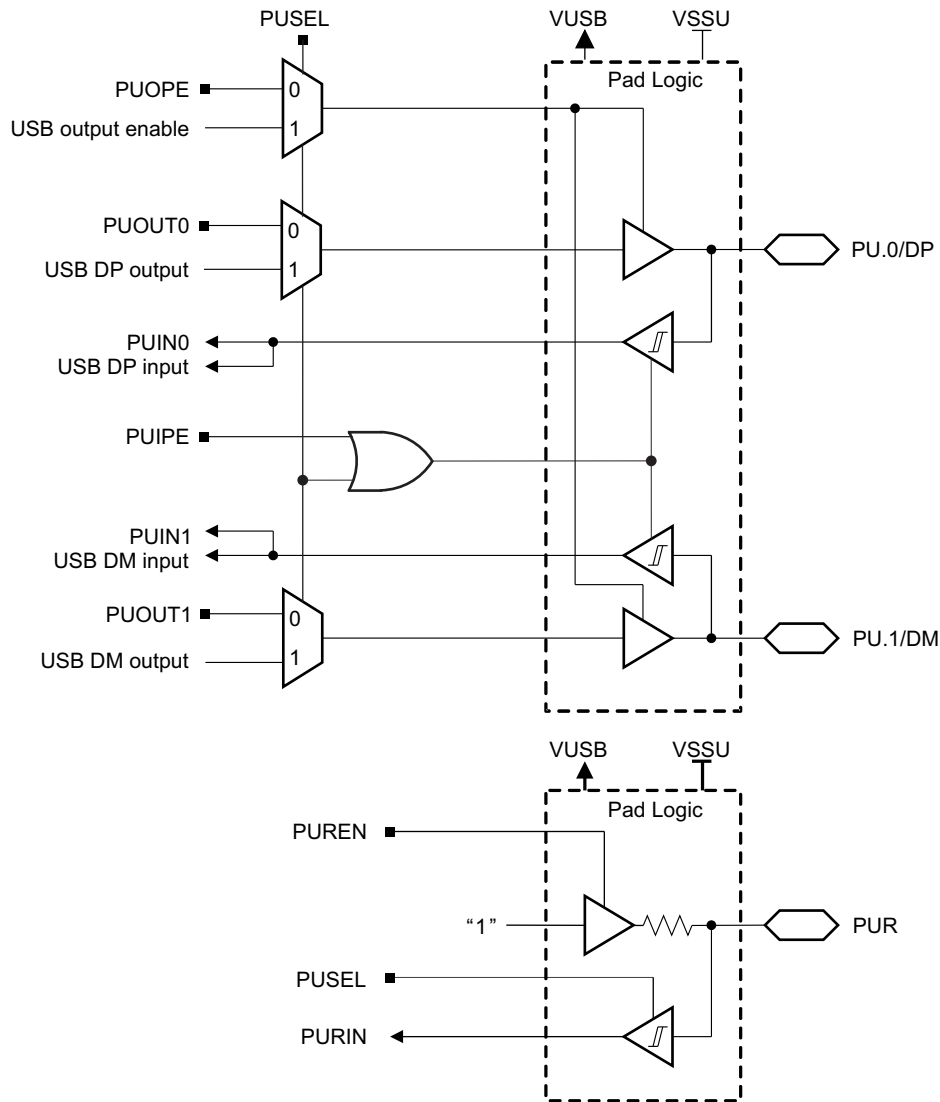 PUSEL
VUSB
VSSU
Pad Logic
PUOPE
0
USB output enable
1
PUOUT0
0
USB DP output
1
PU.0/DP
PUIN0
USB DP input
PUIPE
PUIN1
USB DM input
PUOUT1
0
USB DM output
1
PU.1/DM
VUSB
VSSU
Pad Logic
PUREN
“1”
PUR
PUSEL
PURIN